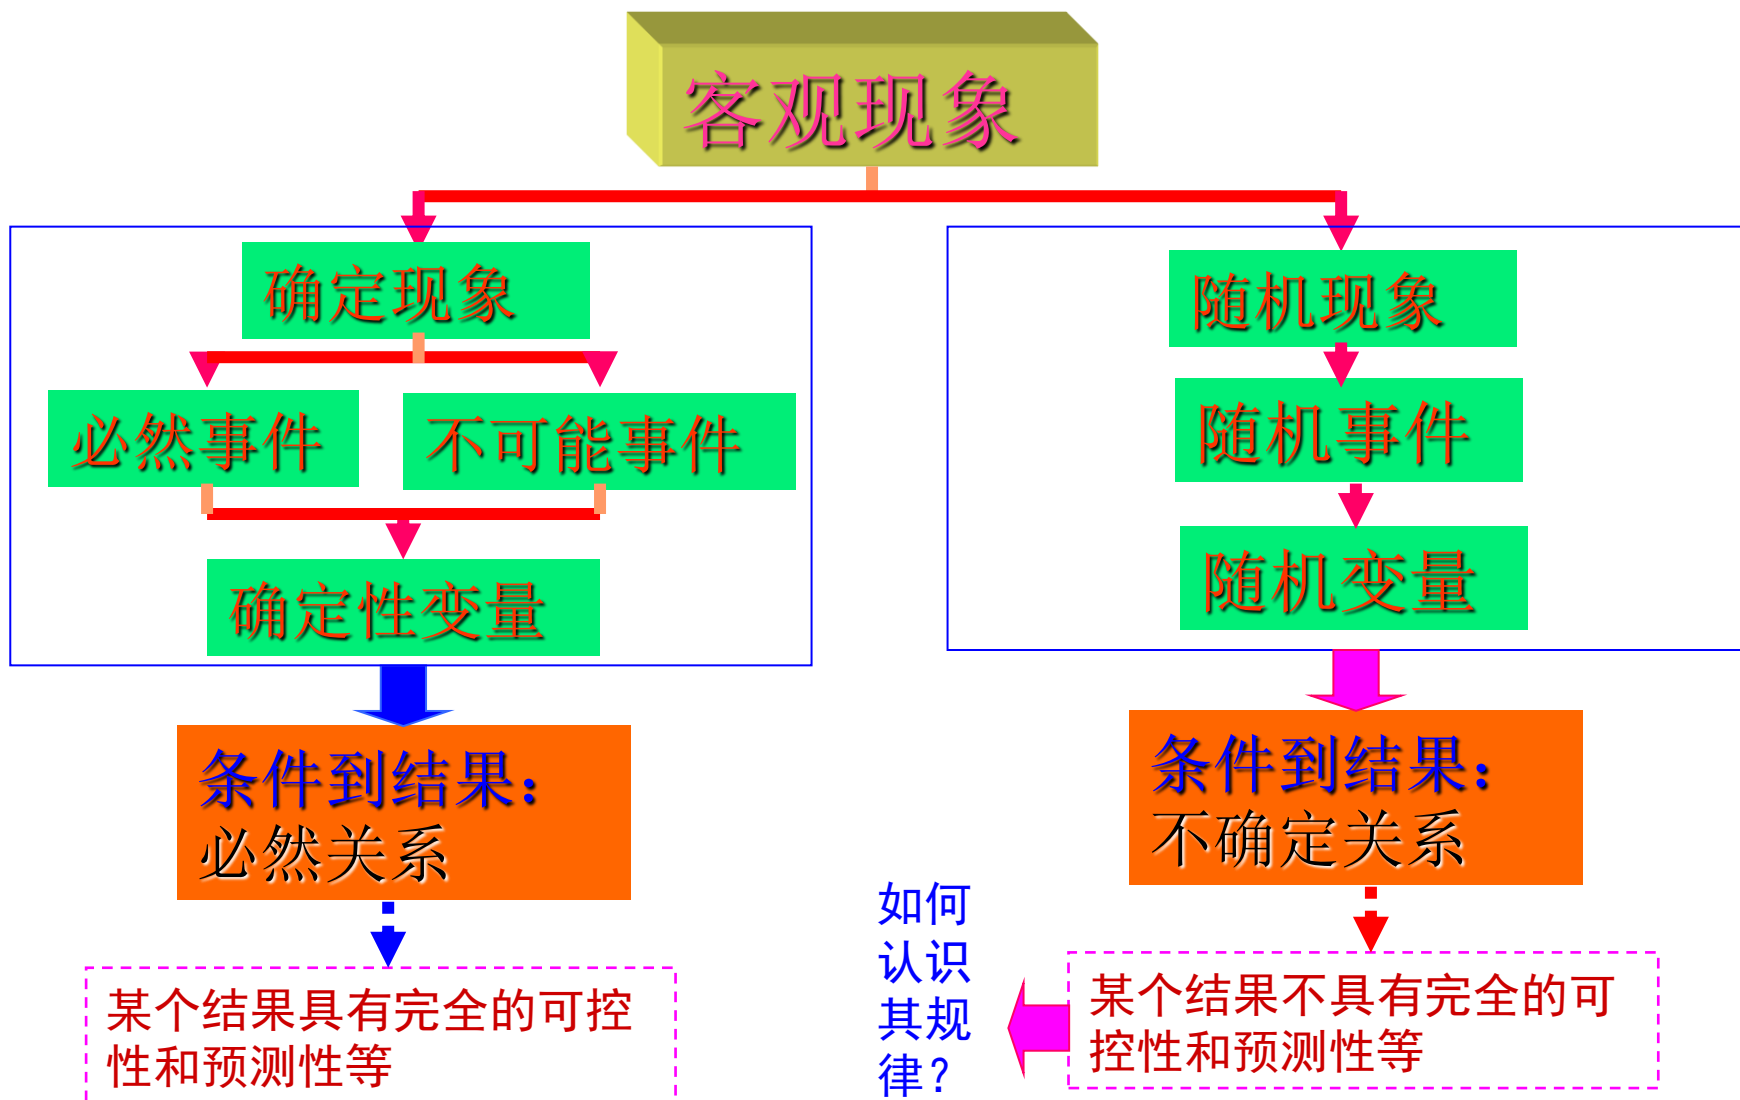 客观现象
确定现象
必然事件
不可能事件
确定性变量
条件到结果：
必然关系
某个结果具有完全的可控
性和预测性等
随机现象
随机事件
随机变量
条件到结果：
不确定关系
某个结果不具有完全的可
控性和预测性等
如何
认识
其规
律？